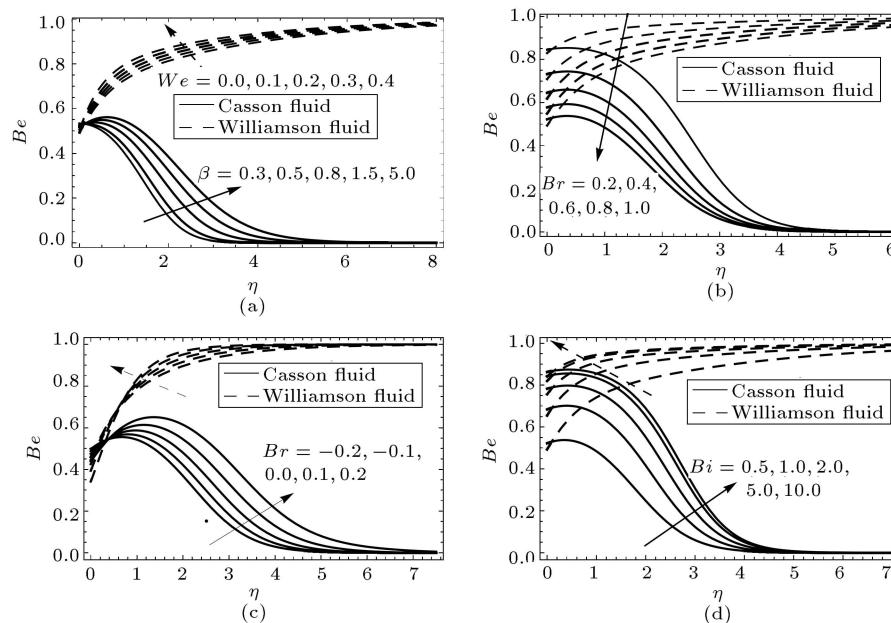 1.0
0.8
0.6
0.4
0.2
0.0
Be
We = 0.0, 0.1, 0.2, 0.3, 0.4
Casson fluid
Williamson fluid
β = 0.3, 0.5, 0.8, 1.5, 5.0
0 2 4 6 8
η
(a)
1.0
0.8
0.6
0.4
0.2
0.0
Be
Casson fluid
Williamson fluid
Br = 0.2, 0.4,
0.6, 0.8, 1.0
0 1 2 3 4 5 6
η
(b)
1.0
0.8
0.6
0.4
0.2
0.0
Be
Casson fluid
Williamson fluid
Br = −0.2, −0.1,
0.0, 0.1, 0.2
0 1 2 3 4 5 6 7
η
(c)
1.0
0.8
0.6
0.4
0.2
0.0
Be
Casson fluid
Williamson fluid
Bi = 0.5, 1.0, 2.0,
5.0, 10.0
0 1 2 3 4 5 6 7
η
(d)